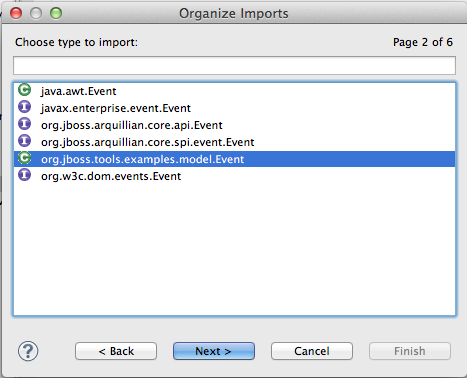 Organize Imports
Choose type to import:
Page 2 of 6
C java.awt.Event
I javax.enterprise.event.Event
I org.jboss.arquillian.core.api.Event
I org.jboss.arquillian.core.spi.event.Event
C org.jboss.tools.examples.model.Event
I org.w3c.dom.events.Event
? < Back Next > Cancel Finish